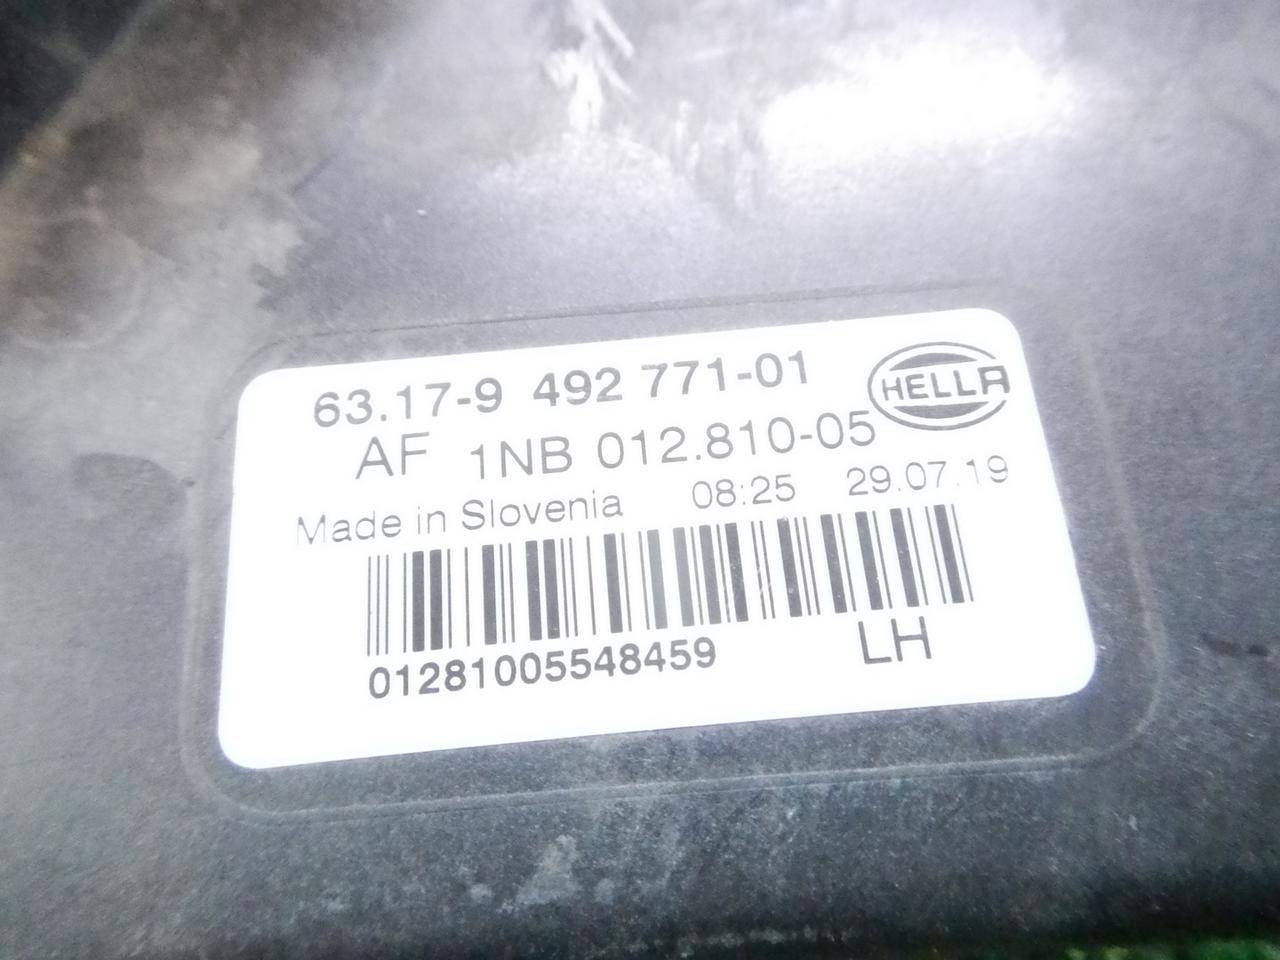 63.17-9 492 771-01
HELLA
AF 1NB 012.810-05
Made in Slovenia 08:25 29.07.19
01281005548459
LH